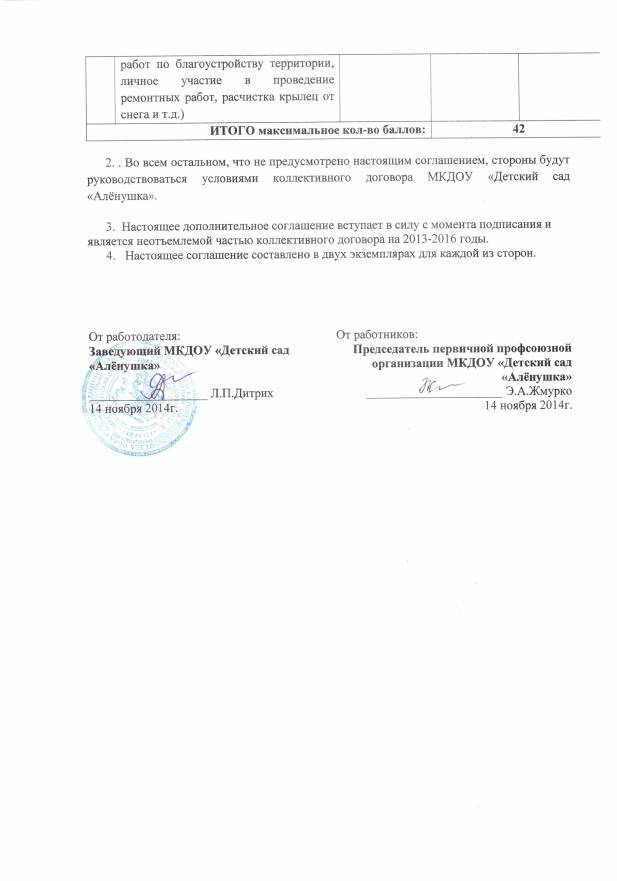 работ по благоустройству территории,
личное участие в проведение
ремонтных работ, расчистка крылец от
снега и т.д.)
ИТОГО максимальное кол-во баллов: 42
2. . Во всем остальном, что не предусмотрено настоящим соглашением, стороны будут
руководствоваться условиями коллективного договора МКДОУ «Детский сад
«Алёнушка».
3. Настоящее дополнительное соглашение вступает в силу с момента подписания и
является неотъемлемой частью коллективного договора на 2013-2016 годы.
4. Настоящее соглашение составлено в двух экземплярах для каждой из сторон.
От работодателя:
Заведующий МКДОУ «Детский сад
«Алёнушка»
Л.П.Дитрих
14 ноября 2014г.
От работников:
Председатель первичной профсоюзной
организации МКДОУ «Детский сад
«Алёнушка»
Э.А.Жмурко
14 ноября 2014г.